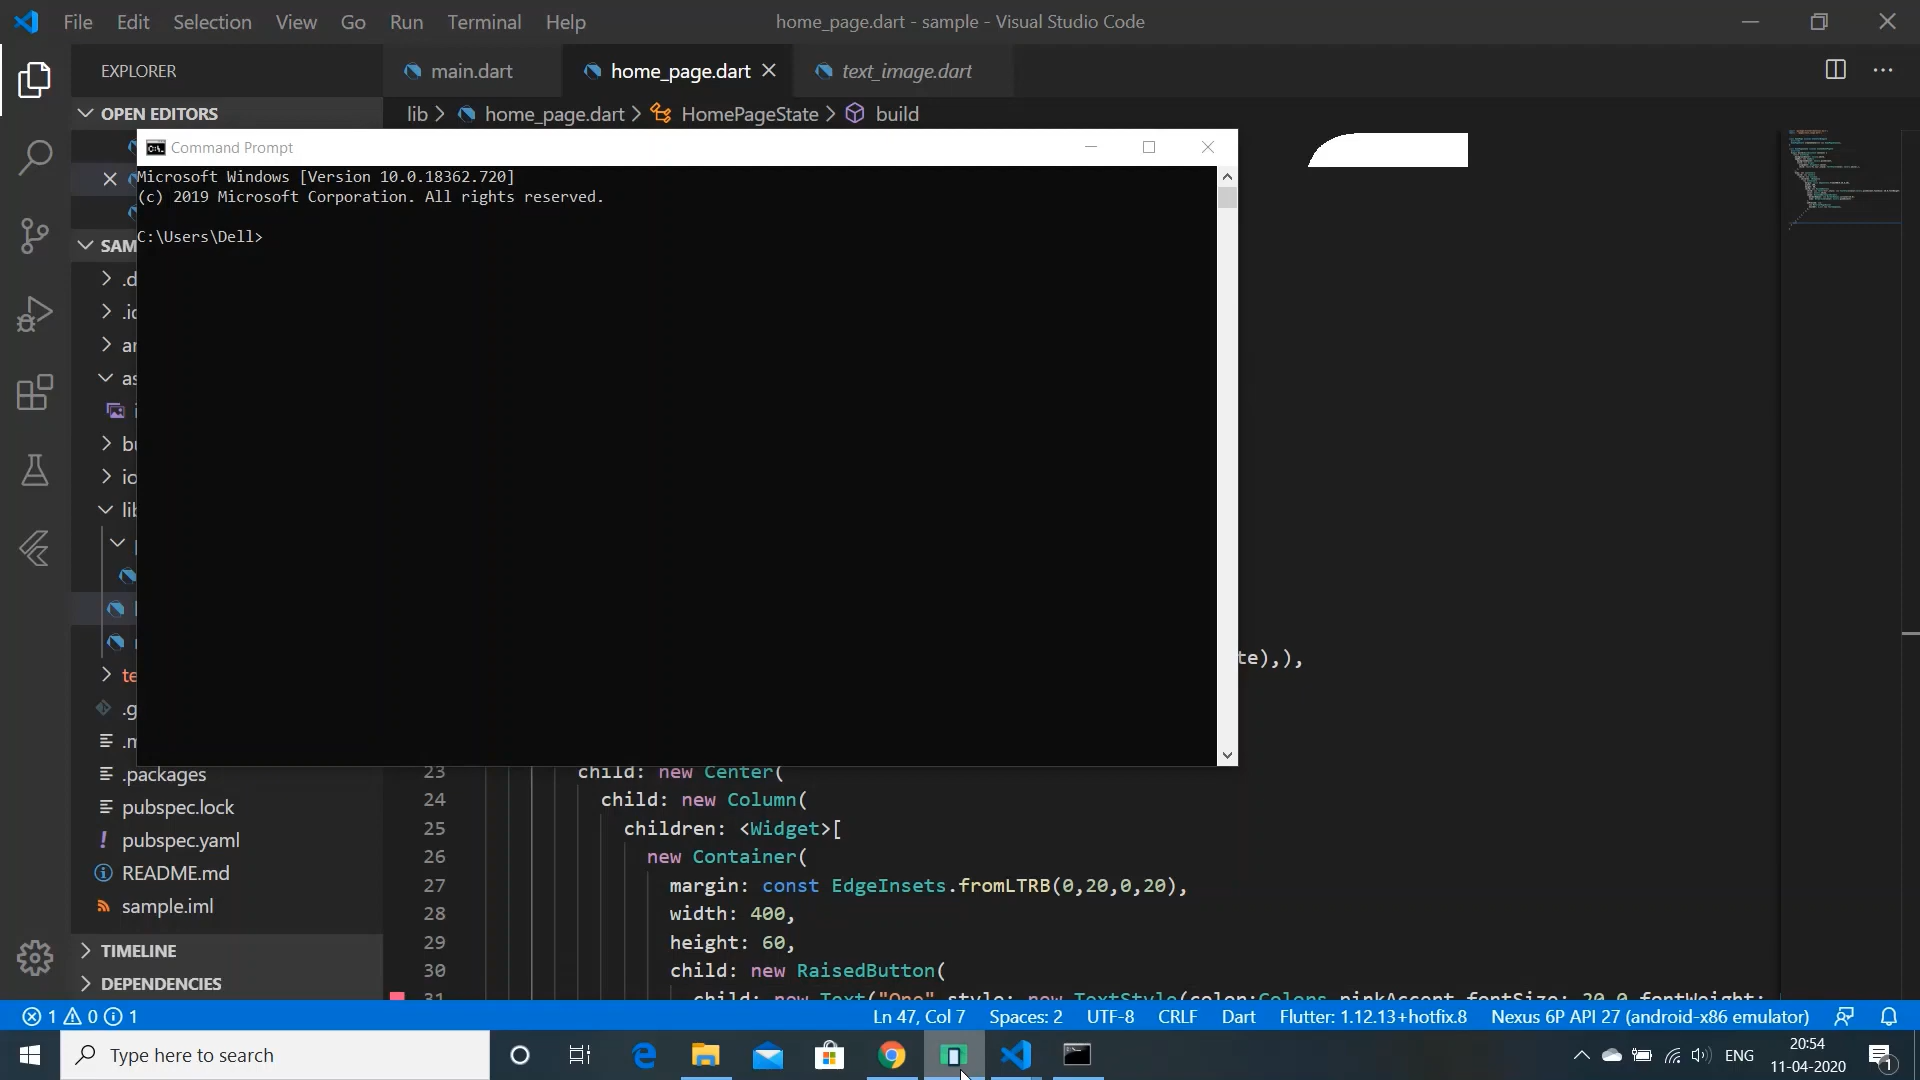 File Edit Selection View Go Run Terminal Help
home_page.dart - sample - Visual Studio Code
EXPLORER
main.dart
home_page.dart
text_image.dart
OPEN EDITORS
lib > home_page.dart > HomePageState > build
Command Prompt
Microsoft Windows [Version 10.0.18362.720]
(c) 2019 Microsoft Corporation. All rights reserved.
C:\Users\Dell>
SAM
.d
.ic
ar
as
i
bu
io
lib
te
.g
.m
.packages
pubspec.lock
pubspec.yaml
README.md
sample.iml
TIMELINE
DEPENDENCIES
te),),
23 child: new Center(
24 child: new Column(
25 children: <Widget>[
26 new Container(
27 margin: const EdgeInsets.fromLTRB(0,20,0,20),
28 width: 400,
29 height: 60,
30 child: new RaisedButton(
31 child: new Text("One",style: new TextStyle(color:Colors.pinkAccent,fontSize: 20.0,fontWeight:
1 0 1
Ln 47, Col 7 Spaces: 2 UTF-8 CRLF Dart Flutter: 1.12.13+hotfix.8 Nexus 6P API 27 (android-x86 emulator)
Type here to search
ENG
20:54
11-04-2020
1